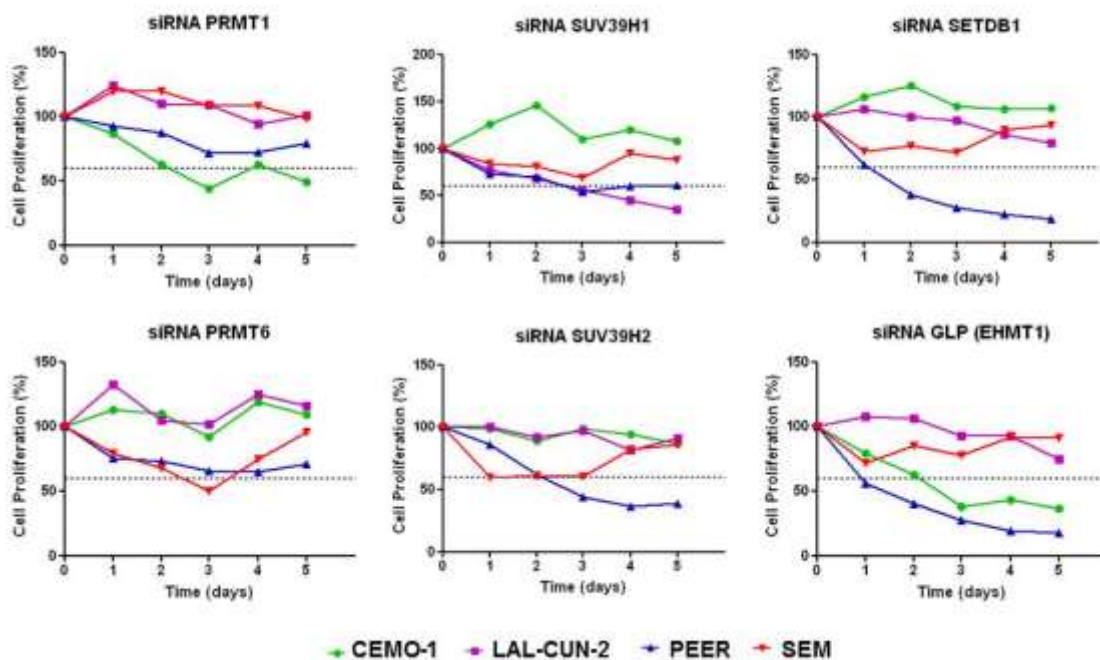 siRNA PRMT1
siRNA SUV39H1
siRNA SETDB1
Cell Proliferation (%)
150
100
50
0
0 1 2 3 4 5
Time (days)
Cell Proliferation (%)
200
150
100
50
0
0 1 2 3 4 5
Time (days)
Cell Proliferation (%)
150
100
50
0
0 1 2 3 4 5
Time (days)
siRNA PRMT6
siRNA SUV39H2
siRNA GLP (EHMT1)
Cell Proliferation (%)
150
100
50
0
0 1 2 3 4 5
Time (days)
Cell Proliferation (%)
150
100
50
0
0 1 2 3 4 5
Time (days)
Cell Proliferation (%)
150
100
50
0
0 1 2 3 4 5
Time (days)
CEMO-1 LAL-CUN-2 PEER SEM